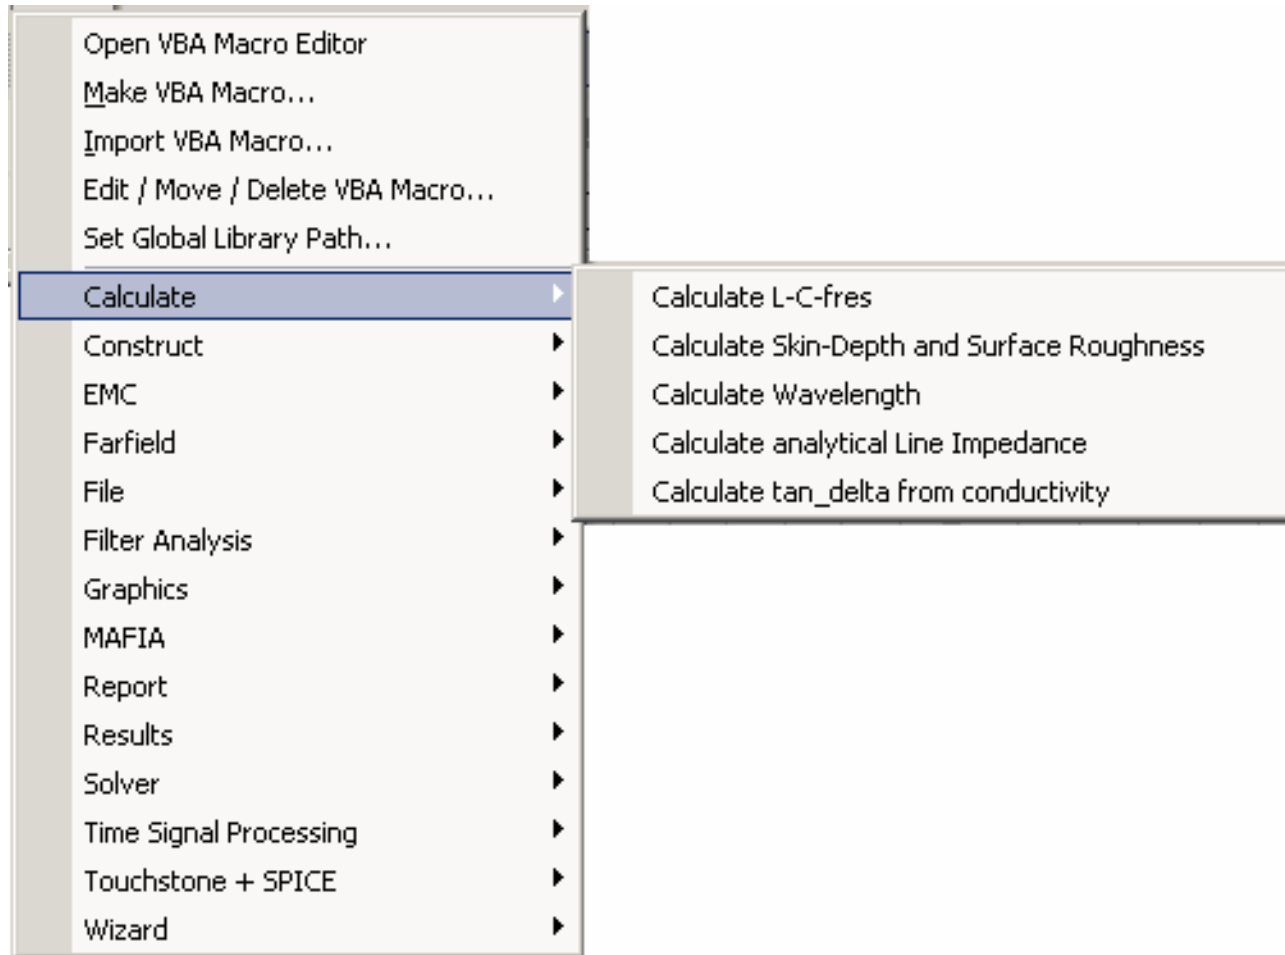 Open VBA Macro Editor
Make VBA Macro...
Import VBA Macro...
Edit / Move / Delete VBA Macro...
Set Global Library Path...
Calculate
Construct
EMC
Farfield
File
Filter Analysis
Graphics
MAFIA
Report
Results
Solver
Time Signal Processing
Touchstone + SPICE
Wizard
Calculate L-C-fres
Calculate Skin-Depth and Surface Roughness
Calculate Wavelength
Calculate analytical Line Impedance
Calculate tan_delta from conductivity